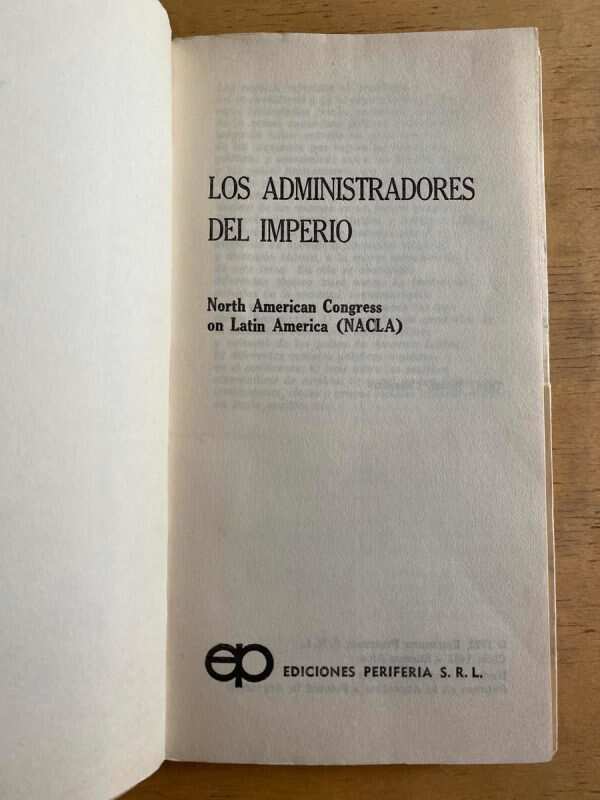 LOS ADMINISTRADORES
DEL IMPERIO
North American Congress
on Latin America (NACLA)
ep EDICIONES PERIFERIA S. R. L.